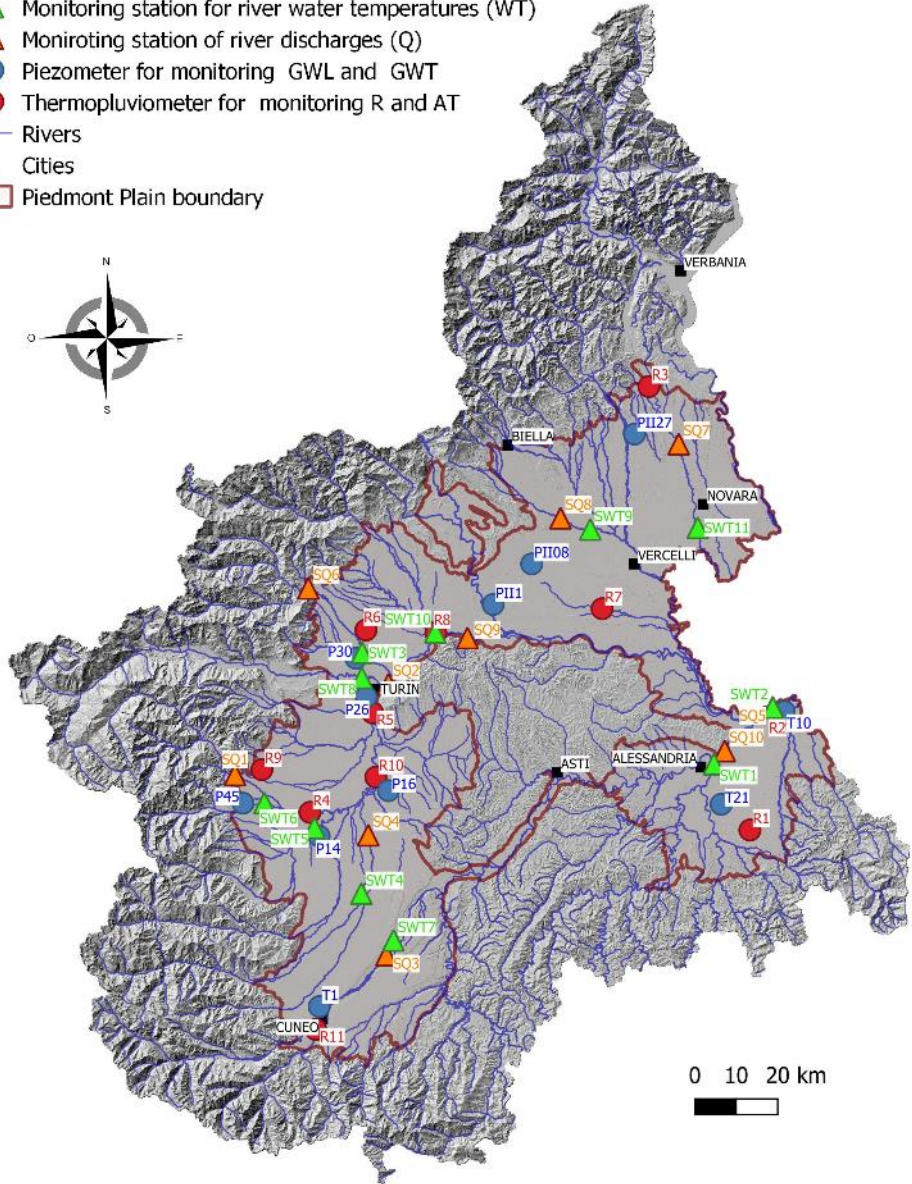 Monitoring station for river water temperatures (WT)
Moniroting station of river discharges (Q)
Piezometer for monitoring GWL and GWT
Thermopluviometer for monitoring R and AT
Rivers
Cities
Piedmont Plain boundary
N
O
E
S
VERBANIA
R3
PII27
BIELLA
SQ7
NOVARA
SQ8
SWT9
SWT11
PII08
VERCELLI
SQ6
PII1
R7
R6
SWT10
R8
SQ9
P30
SWT3
SQ2
SWT8
TURIN
P26
R5
SWT2
SQ5
T10
R2
SQ10
SQ1
R9
R10
ASTI
ALESSANDRIA
P16
SWT1
P45
SWT6
R4
T21
SWT5
P14
SQ4
R1
SWT4
SWT7
SQ3
T1
CUNEO
R11
0 10 20 km